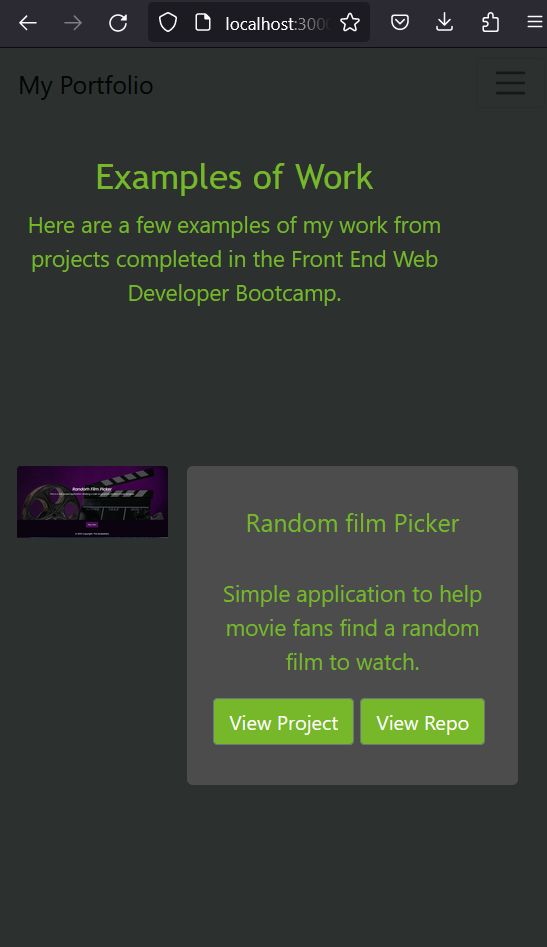 localhost:3000
My Portfolio
Examples of Work
Here are a few examples of my work from
projects completed in the Front End Web
Developer Bootcamp.
Random Film Picker
Random film Picker
Simple application to help
movie fans find a random
film to watch.
View Project View Repo